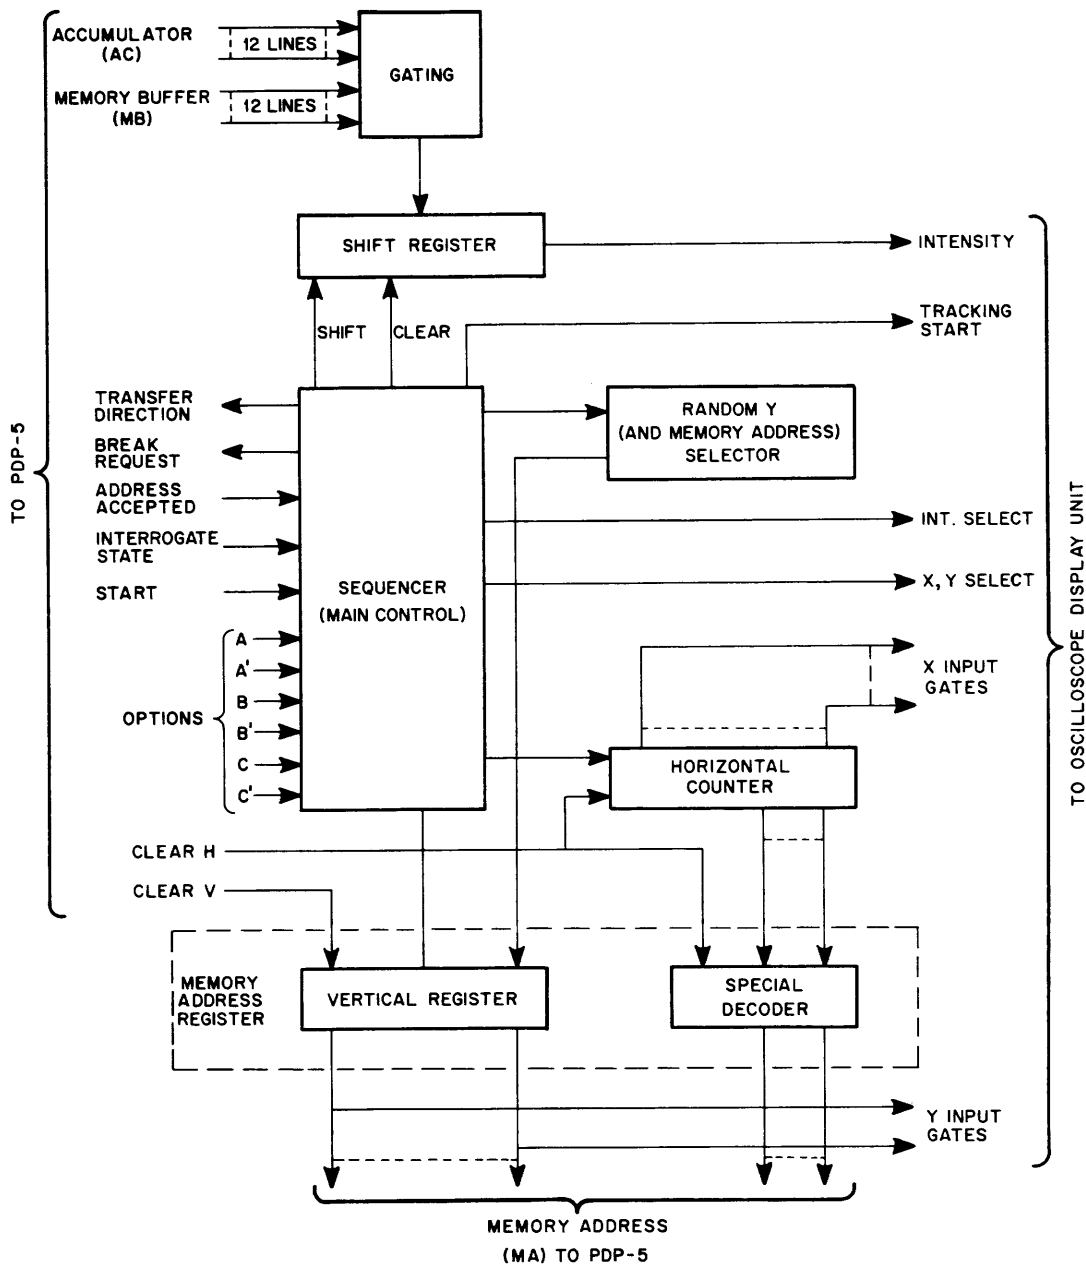 ACCUMULATOR
(AC)
12 LINES
MEMORY BUFFER
(MB)
12 LINES
GATING
SHIFT REGISTER
INTENSITY
SHIFT
CLEAR
TRACKING
START
TRANSFER
DIRECTION
BREAK
REQUEST
ADDRESS
ACCEPTED
INTERROGATE
STATE
START
OPTIONS
A
A'
B
B'
C
C'
SEQUENCER
(MAIN CONTROL)
RANDOM Y
(AND MEMORY ADDRESS)
SELECTOR
INT. SELECT
X, Y SELECT
X INPUT
GATES
HORIZONTAL
COUNTER
CLEAR H
CLEAR V
MEMORY
ADDRESS
REGISTER
VERTICAL REGISTER
SPECIAL
DECODER
Y INPUT
GATES
MEMORY ADDRESS
(MA) TO PDP-5
TO PDP-5
TO OSCILLOSCOPE DISPLAY UNIT